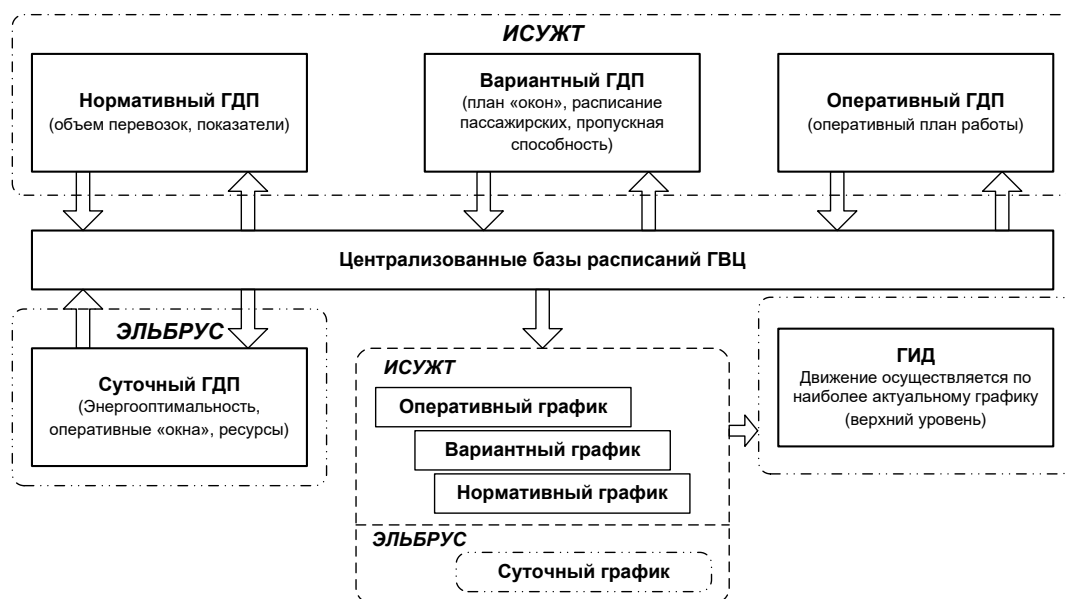 ИСУЖТ
Нормативный ГДП
(объем перевозок, показатели)
Вариантный ГДП
(план «окон», расписание
пассажирских, пропускная
способность)
Оперативный ГДП
(оперативный план работы)
Централизованные базы расписаний ГВЦ
ЭЛЬБРУС
Суточный ГДП
(Энергооптимальность,
оперативные «окна», ресурсы)
ИСУЖТ
Оперативный график
Вариантный график
Нормативный график
ЭЛЬБРУС
Суточный график
ГИД
Движение осуществляется по
наиболее актуальному графику
(верхний уровень)